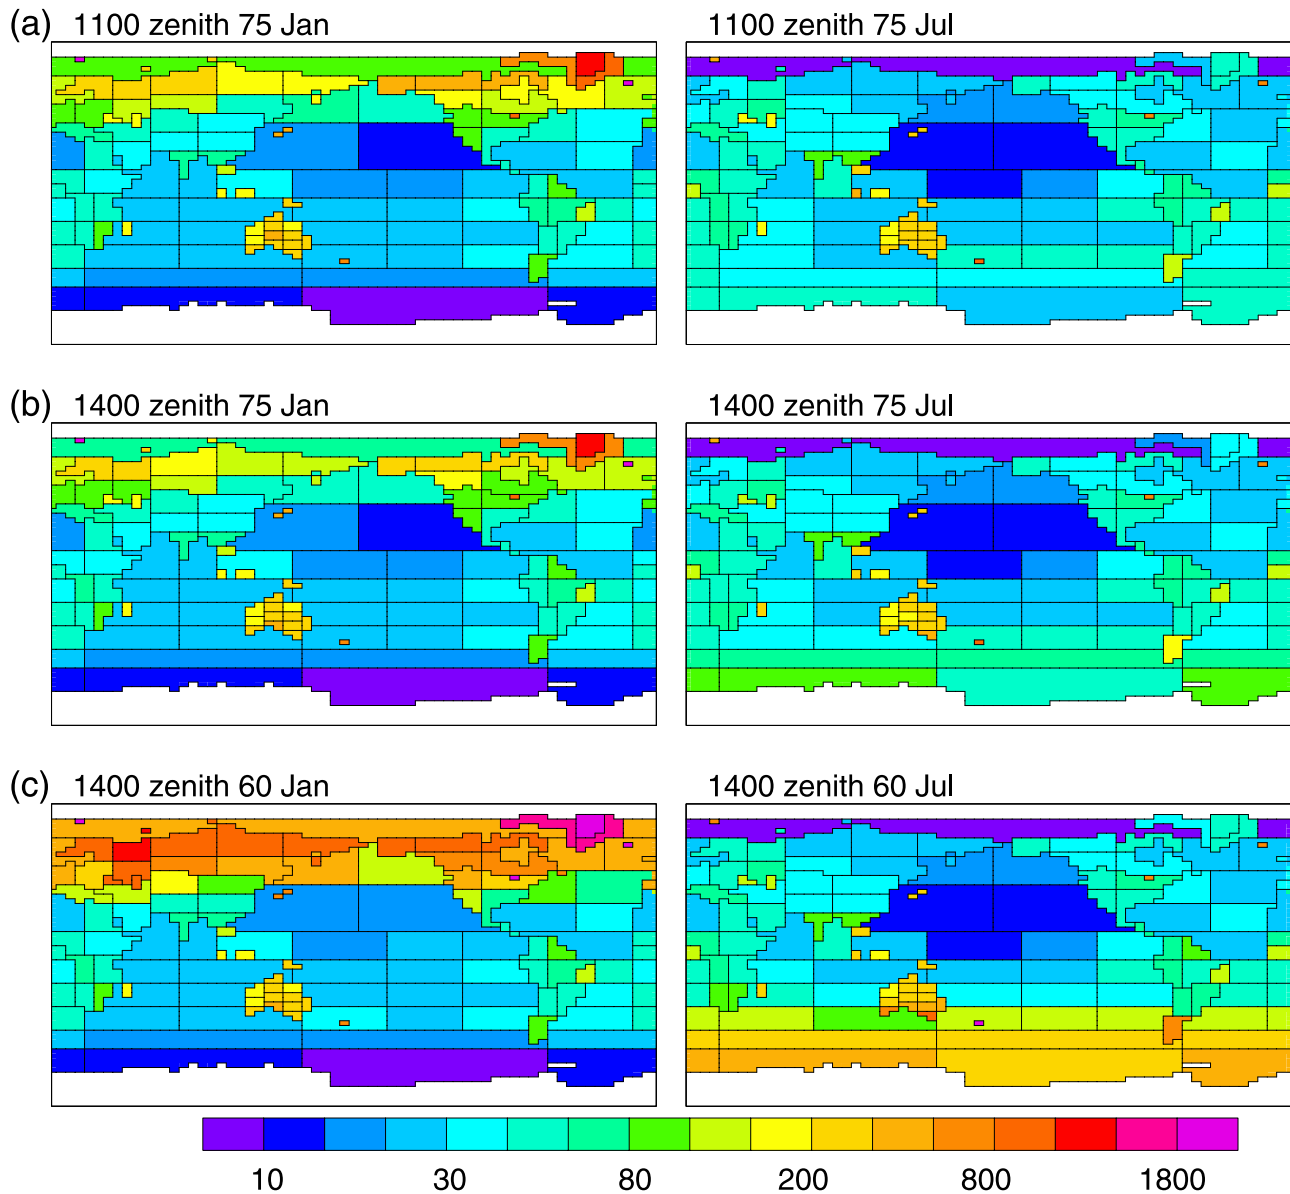 (a) 1100 zenith 75 Jan
1100 zenith 75 Jul
(b) 1400 zenith 75 Jan
1400 zenith 75 Jul
(c) 1400 zenith 60 Jan
1400 zenith 60 Jul
10 30 80 200 800 1800